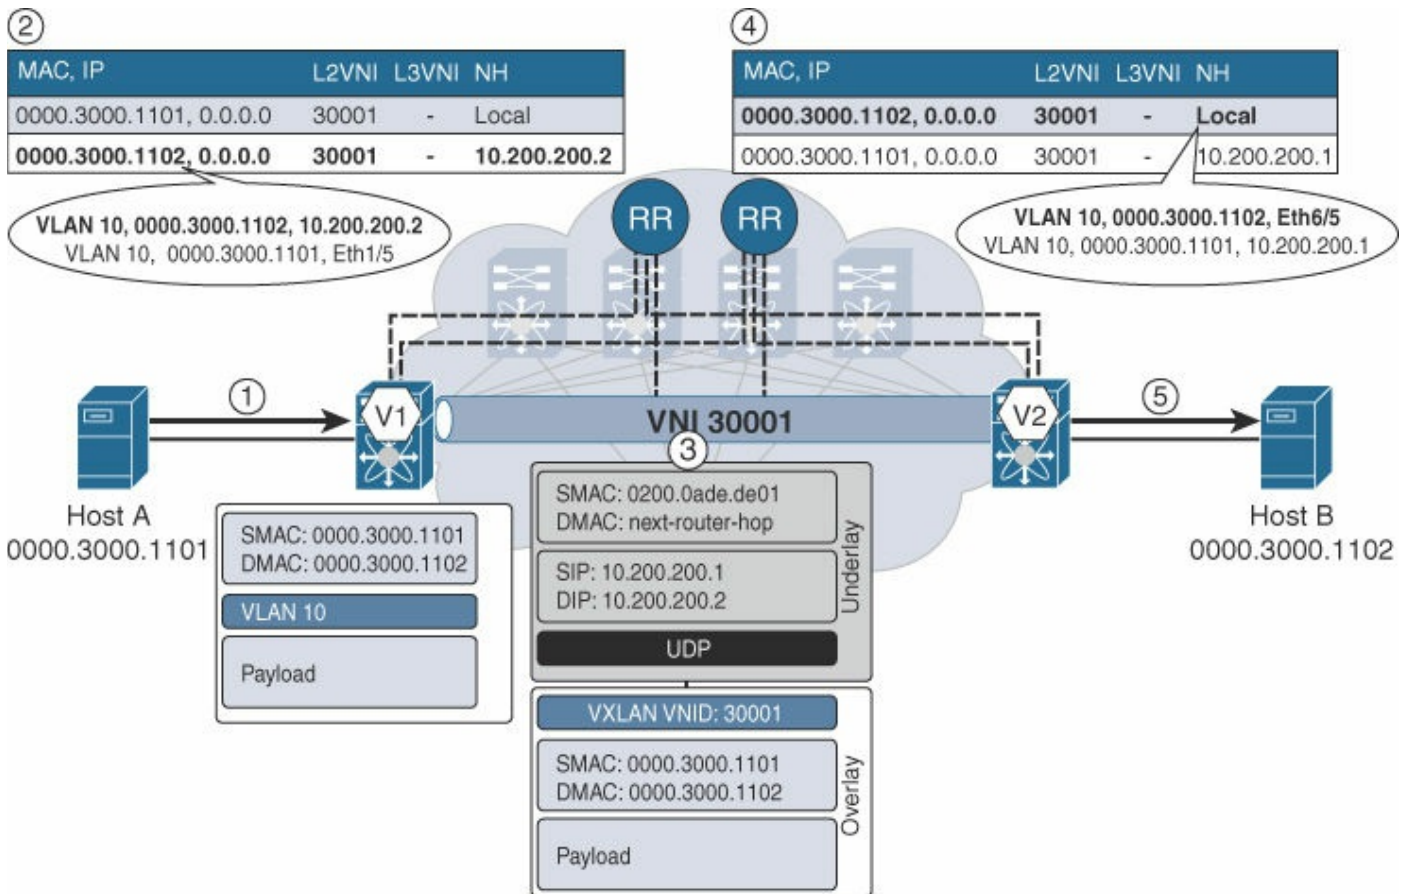 ②
MAC, IP L2VNI L3VNI NH
0000.3000.1101, 0.0.0.0 30001 - Local
0000.3000.1102, 0.0.0.0 30001 - 10.200.200.2
VLAN 10, 0000.3000.1102, 10.200.200.2
VLAN 10, 0000.3000.1101, Eth1/5
④
MAC, IP L2VNI L3VNI NH
0000.3000.1102, 0.0.0.0 30001 - Local
0000.3000.1101, 0.0.0.0 30001 - 10.200.200.1
VLAN 10, 0000.3000.1102, Eth6/5
VLAN 10, 0000.3000.1101, 10.200.200.1
RR RR
①
V1
VNI 30001
V2
⑤
Host A
0000.3000.1101
Host B
0000.3000.1102
SMAC: 0000.3000.1101
DMAC: 0000.3000.1102
VLAN 10
Payload
③
SMAC: 0200.0ade.de01
DMAC: next-router-hop
SIP: 10.200.200.1
DIP: 10.200.200.2
UDP
Underlay
VXLAN VNID: 30001
SMAC: 0000.3000.1101
DMAC: 0000.3000.1102
Payload
Overlay